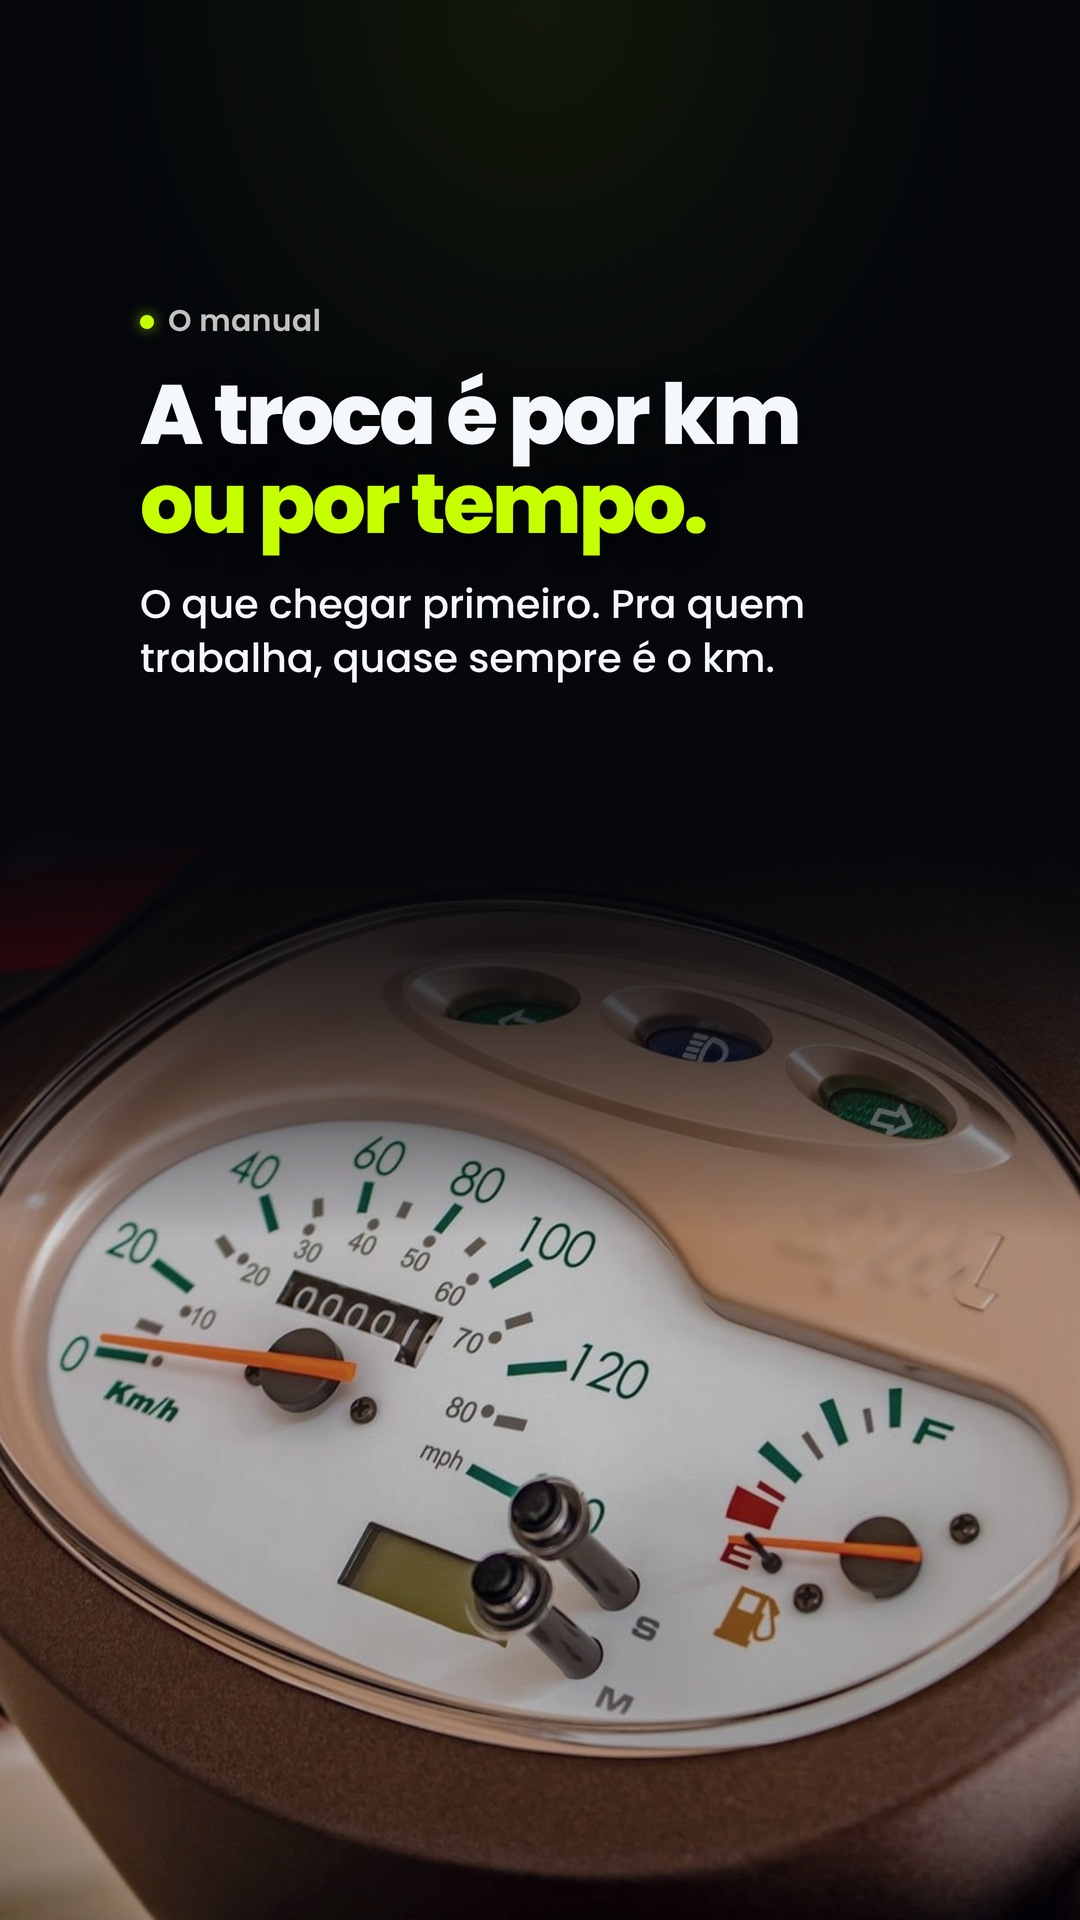 O manual
A troca é por km
ou por tempo.
O que chegar primeiro. Pra quem
trabalha, quase sempre é o km.
0
20
40
60
80
100
120
10
20
30
40
50
60
70
80
00001
Km/h
mph
F
E
S
M